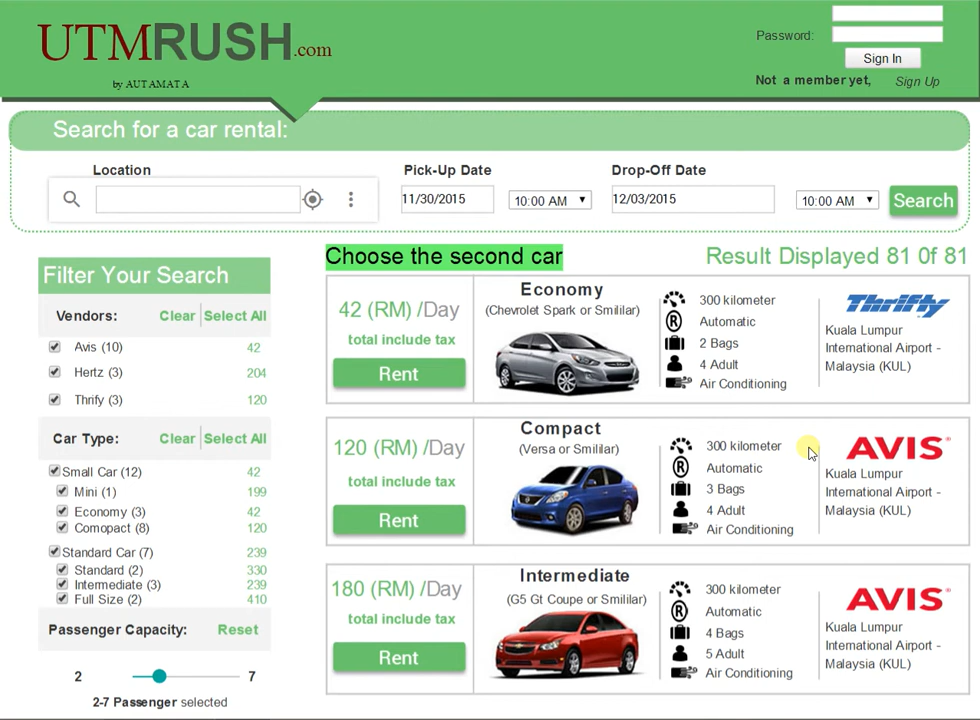 UTMRUSH.com
by AUTAMATA
Password:
Sign In
Not a member yet, Sign Up
Search for a car rental:
Location
Pick-Up Date
Drop-Off Date
11/30/2015
10:00 AM
12/03/2015
10:00 AM
Search
Filter Your Search
Vendors: Clear Select All
Avis (10) 42
Hertz (3) 204
Thrify (3) 120
Car Type: Clear Select All
Small Car (12) 42
Mini (1) 199
Economy (3) 42
Comopact (8) 120
Standard Car (7) 239
Standard (2) 330
Intermediate (3) 239
Full Size (2) 410
Passenger Capacity: Reset
2 7
2-7 Passenger selected
Choose the second car
Result Displayed 81 0f 81
42 (RM) /Day
total include tax
Rent
Economy
(Chevrolet Spark or Smililar)
300 kilometer
R Automatic
2 Bags
4 Adult
Air Conditioning
Thrifty
Kuala Lumpur
International Airport -
Malaysia (KUL)
120 (RM) /Day
total include tax
Rent
Compact
(Versa or Smililar)
300 kilometer
R Automatic
3 Bags
4 Adult
Air Conditioning
AVIS®
Kuala Lumpur
International Airport -
Malaysia (KUL)
180 (RM) /Day
total include tax
Rent
Intermediate
(G5 Gt Coupe or Smililar)
300 kilometer
R Automatic
4 Bags
5 Adult
Air Conditioning
AVIS®
Kuala Lumpur
International Airport -
Malaysia (KUL)